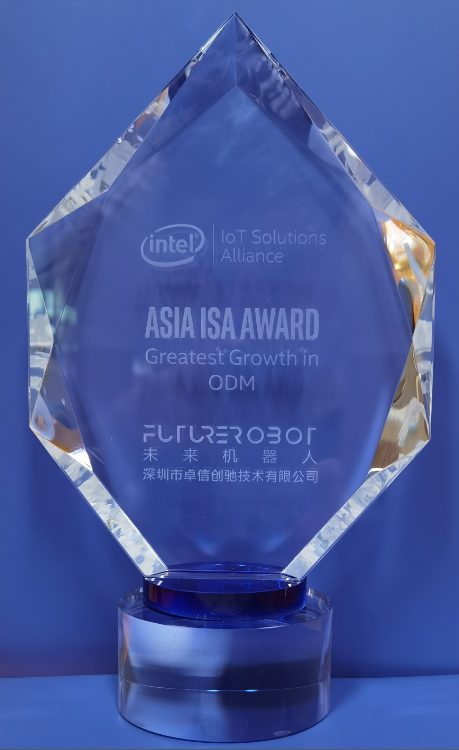 intel
IoT Solutions
Alliance
ASIA ISA AWARD
Greatest Growth in
ODM
FUTUREROBOT
未来机器人
深圳市卓信创驰技术有限公司